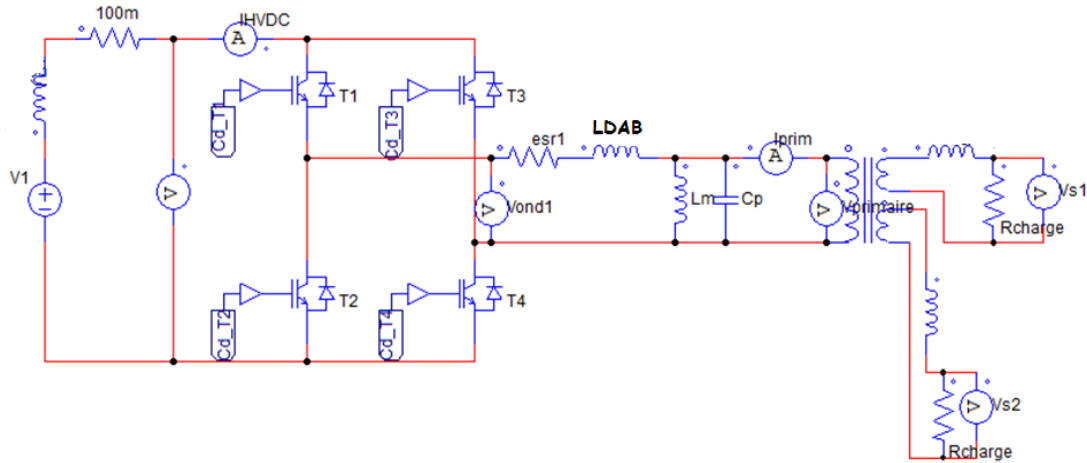 100m
IHVDC
A
V1
V
Cd_T1
T1
Cd_T3
T3
Cd_T2
T2
Cd_T4
T4
esr1
LDAB
V
Vond1
Lm
Cp
Iprim
A
V
Vprimaire
V
Vs1
Rcharge
V
Vs2
Rcharge